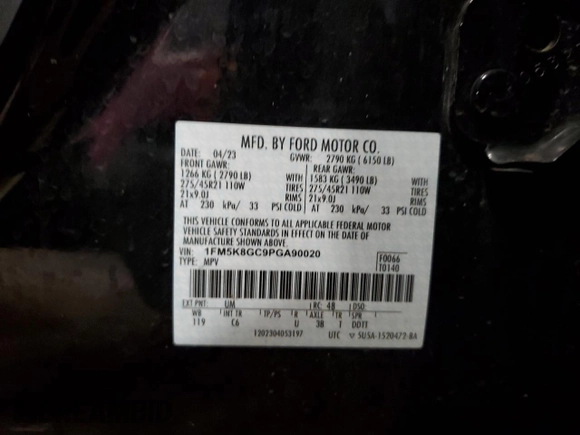 MFD. BY FORD MOTOR CO.
DATE: 04/23 GVWR: 2790 KG ( 6150 LB)
FRONT GAWR: REAR GAWR:
1266 KG ( 2790 LB) WITH 1583 KG ( 3490 LB) WITH
275/45R21 110W TIRES 275/45R21 110W TIRES
21x9.0J RIMS 21x9.0J RIMS
AT 230 kPa/ 33 PSI COLD AT 230 kPa/ 33 PSI COLD
THIS VEHICLE CONFORMS TO ALL APPLICABLE FEDERAL MOTOR
VEHICLE SAFETY STANDARDS IN EFFECT ON THE DATE OF
MANUFACTURE SHOWN ABOVE.
VIN: 1FM5K8GC9PGA90020 F0066
TYPE: MPV T0140
EXT PNT: UM RC: 48 DSO:
WB INT TR TP/PS R AXLE TR SPR
119 C6 U 3B T DDTT
1202304053197 UTC SU5A-1520472-BA